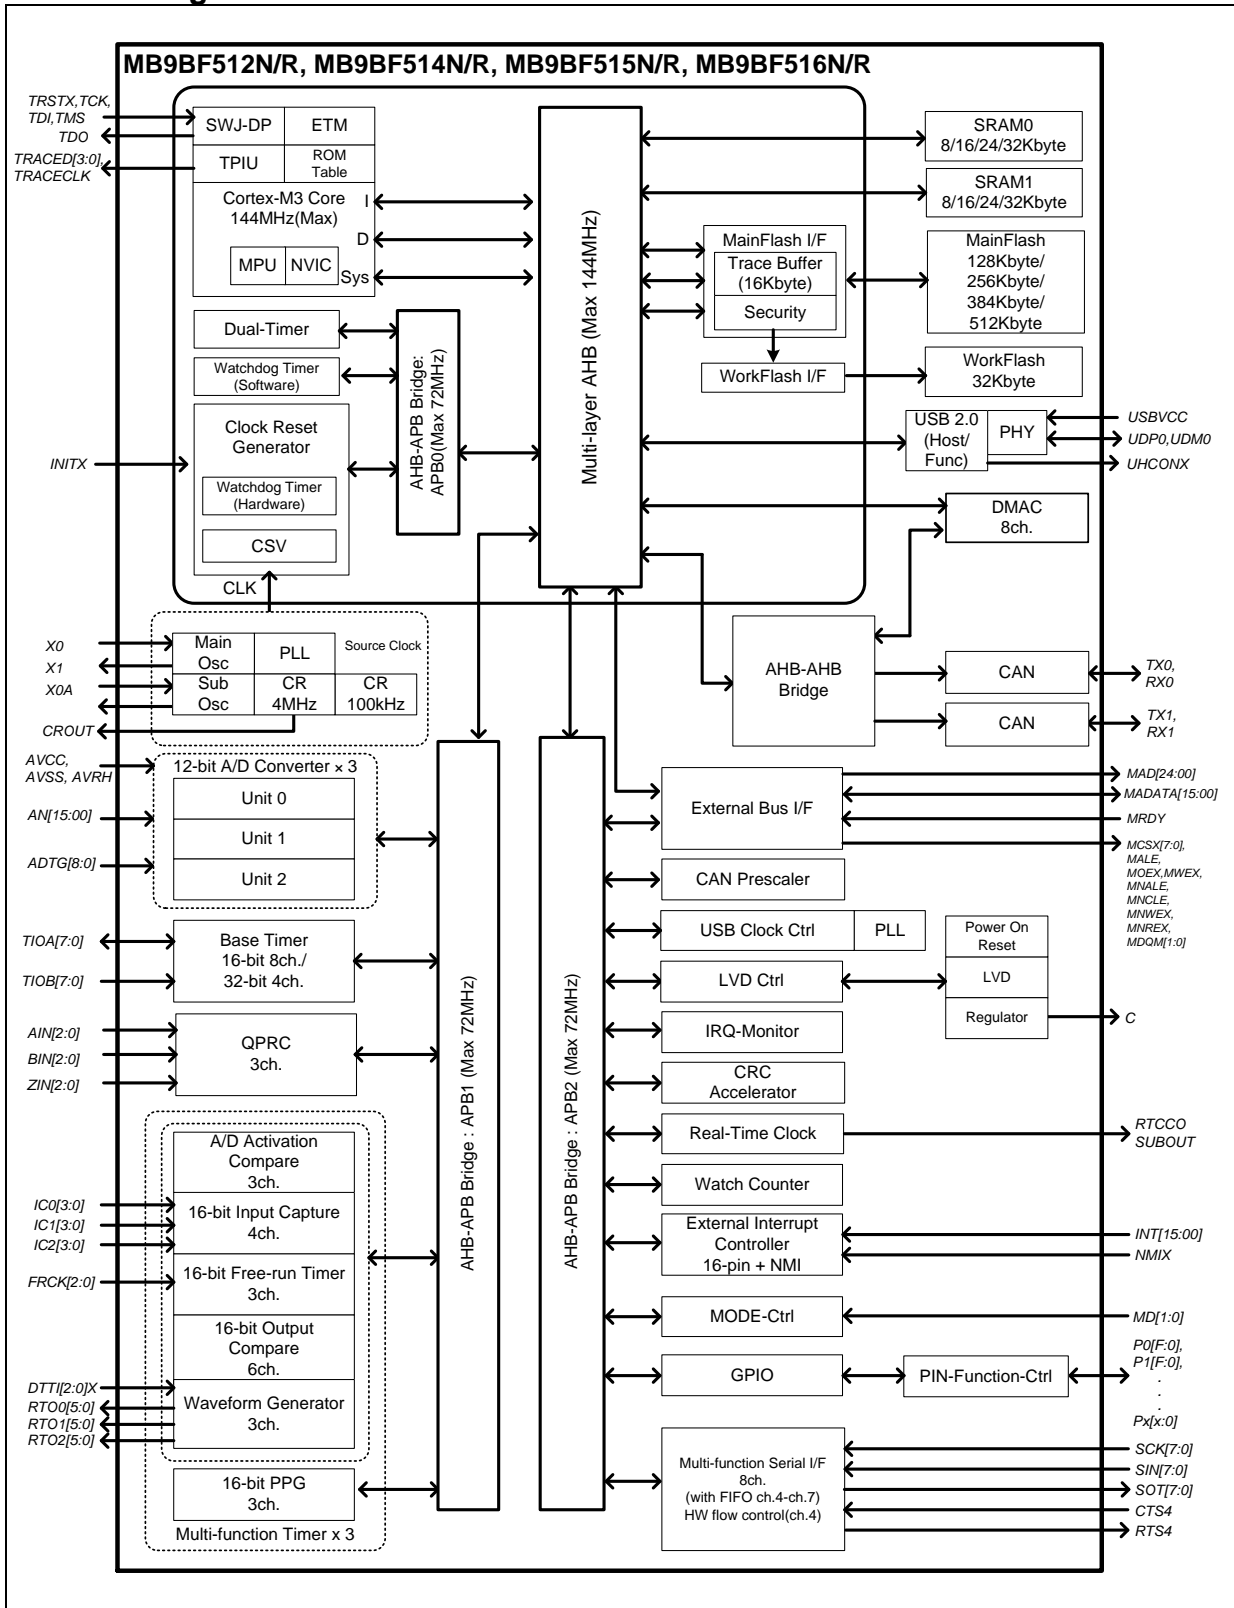 MB9BF512N/R, MB9BF514N/R, MB9BF515N/R, MB9BF516N/R
TRSTX,TCK,
TDI,TMS
TDO
TRACED[3:0],
TRACECLK
SWJ-DP
ETM
TPIU
ROM
Table
Cortex-M3 Core
144MHz(Max)
I
D
Sys
MPU
NVIC
Dual-Timer
Watchdog Timer
(Software)
Clock Reset
Generator
Watchdog Timer
(Hardware)
CSV
CLK
INITX
AHB-APB Bridge:
APB0(Max 72MHz)
Multi-layer AHB (Max 144MHz)
SRAM0
8/16/24/32Kbyte
SRAM1
8/16/24/32Kbyte
MainFlash I/F
Trace Buffer
(16Kbyte)
Security
MainFlash
128Kbyte/
256Kbyte/
384Kbyte/
512Kbyte
WorkFlash I/F
WorkFlash
32Kbyte
USB 2.0
(Host/
Func)
PHY
USBVCC
UDP0,UDM0
UHCONX
DMAC
8ch.
X0
X1
X0A
CROUT
Main
Osc
PLL
Source Clock
Sub
Osc
CR
4MHz
CR
100kHz
AHB-AHB
Bridge
CAN
TX0,
RX0
CAN
TX1,
RX1
AVCC,
AVSS, AVRH
AN[15:00]
ADTG[8:0]
12-bit A/D Converter × 3
Unit 0
Unit 1
Unit 2
TIOA[7:0]
TIOB[7:0]
Base Timer
16-bit 8ch./
32-bit 4ch.
AIN[2:0]
BIN[2:0]
ZIN[2:0]
QPRC
3ch.
A/D Activation
Compare
3ch.
IC0[3:0]
IC1[3:0]
IC2[3:0]
16-bit Input Capture
4ch.
FRCK[2:0]
16-bit Free-run Timer
3ch.
16-bit Output
Compare
6ch.
DTTI[2:0]X
RTO0[5:0]
RTO1[5:0]
RTO2[5:0]
Waveform Generator
3ch.
16-bit PPG
3ch.
Multi-function Timer x 3
AHB-APB Bridge : APB1 (Max 72MHz)
AHB-APB Bridge : APB2 (Max 72MHz)
External Bus I/F
MAD[24:00]
MADATA[15:00]
MRDY
MCSX[7:0],
MALE,
MOEX,MWEX,
MNALE,
MNCLE,
MNWEX,
MNREX,
MDQM[1:0]
CAN Prescaler
USB Clock Ctrl
PLL
LVD Ctrl
Power On
Reset
LVD
Regulator
C
IRQ-Monitor
CRC
Accelerator
Real-Time Clock
RTCCO
SUBOUT
Watch Counter
External Interrupt
Controller
16-pin + NMI
INT[15:00]
NMIX
MODE-Ctrl
MD[1:0]
GPIO
PIN-Function-Ctrl
P0[F:0],
P1[F:0],
.
.
.
Px[x:0]
Multi-function Serial I/F
8ch.
(with FIFO ch.4-ch.7)
HW flow control(ch.4)
SCK[7:0]
SIN[7:0]
SOT[7:0]
CTS4
RTS4